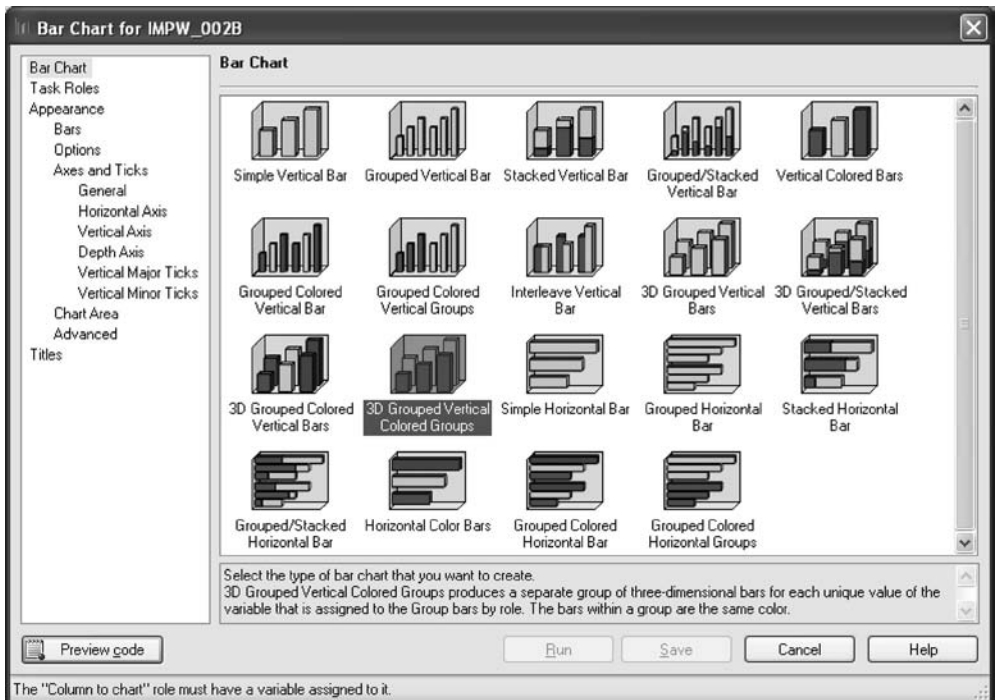 Bar Chart for IMPW_002B
Bar Chart
Task Roles
Appearance
Bars
Options
Axes and Ticks
General
Horizontal Axis
Vertical Axis
Depth Axis
Vertical Major Ticks
Vertical Minor Ticks
Chart Area
Advanced
Titles
Bar Chart
Simple Vertical Bar
Grouped Vertical Bar
Stacked Vertical Bar
Grouped/Stacked
Vertical Bar
Vertical Colored Bars
Grouped Colored
Vertical Bar
Grouped Colored
Vertical Groups
Interleave Vertical
Bar
3D Grouped Vertical
Bars
3D Grouped/Stacked
Vertical Bars
3D Grouped Colored
Vertical Bars
3D Grouped Vertical
Colored Groups
Simple Horizontal Bar
Grouped Horizontal
Bar
Stacked Horizontal
Bar
Grouped/Stacked
Horizontal Bar
Horizontal Color Bars
Grouped Colored
Horizontal Bar
Grouped Colored
Horizontal Groups
Select the type of bar chart that you want to create.
3D Grouped Vertical Colored Groups produces a separate group of three-dimensional bars for each unique value of the
variable that is assigned to the Group bars by role. The bars within a group are the same color.
Preview code
Run
Save
Cancel
Help
The "Column to chart" role must have a variable assigned to it.